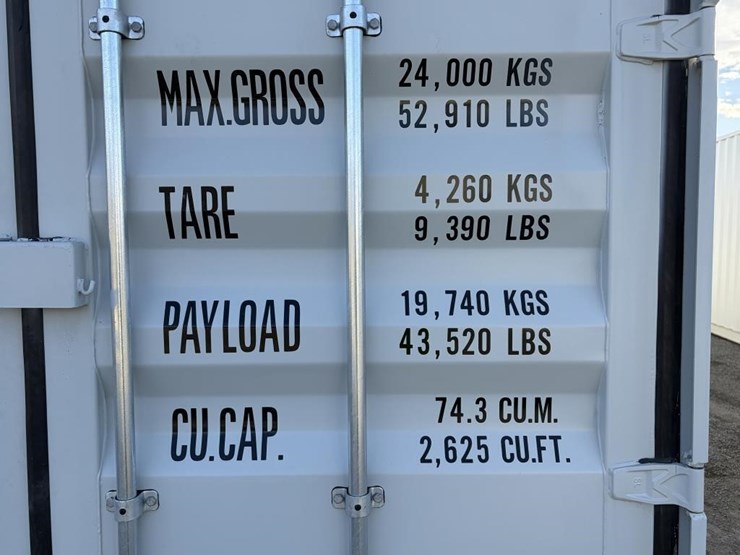 MAX.GROSS 24,000 KGS
52,910 LBS
TARE 4,260 KGS
9,390 LBS
PAYLOAD 19,740 KGS
43,520 LBS
CU.CAP. 74.3 CU.M.
2,625 CU.FT.